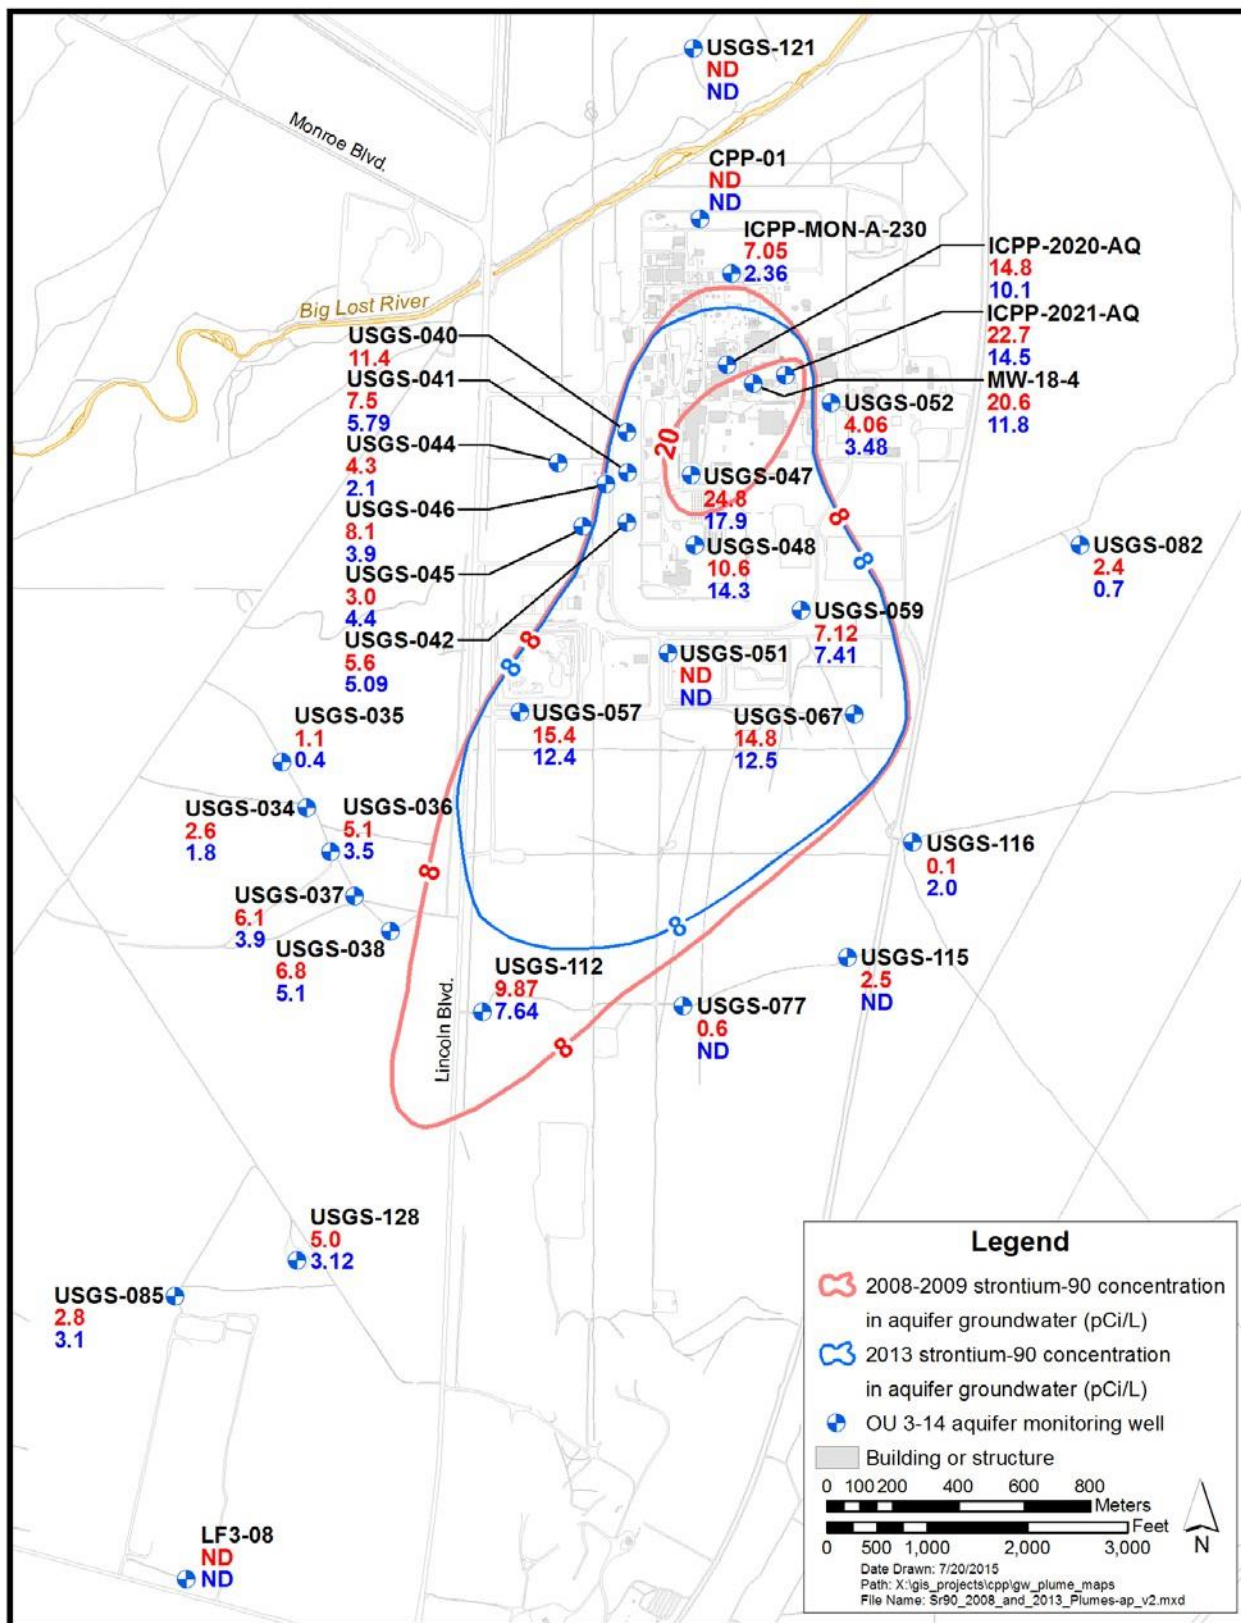 USGS-121
ND
ND
Monroe Blvd.
CPP-01
ND
ND
ICPP-MON-A-230
7.05
2.36
ICPP-2020-AQ
14.8
10.1
Big Lost River
ICPP-2021-AQ
22.7
14.5
USGS-040
11.4
USGS-041
7.5
5.79
MW-18-4
20.6
11.8
USGS-052
4.06
3.48
20
USGS-044
4.3
2.1
USGS-047
24.8
17.9
USGS-046
8.1
3.9
8
8
USGS-048
10.6
14.3
USGS-082
2.4
0.7
USGS-045
3.0
4.4
USGS-059
7.12
7.41
USGS-042
5.6
5.09
8
8
USGS-051
ND
ND
USGS-057
15.4
12.4
USGS-067
14.8
12.5
USGS-035
1.1
0.4
USGS-034
2.6
1.8
USGS-036
5.1
3.5
USGS-116
0.1
2.0
8
USGS-037
6.1
3.9
8
USGS-038
6.8
5.1
USGS-112
9.87
7.64
USGS-115
2.5
ND
Lincoln Blvd.
USGS-077
0.6
ND
8
USGS-128
5.0
3.12
USGS-085
2.8
3.1
LF3-08
ND
ND
Legend
2008-2009 strontium-90 concentration
in aquifer groundwater (pCi/L)
2013 strontium-90 concentration
in aquifer groundwater (pCi/L)
OU 3-14 aquifer monitoring well
Building or structure
0 100 200 400 600 800
Meters
Feet
0 500 1,000 2,000 3,000
N
Date Drawn: 7/20/2015
Path: X:\gis_projects\cpp\gw_plume_maps
File Name: Sr90_2008_and_2013_Plumes-ap_v2.mxd